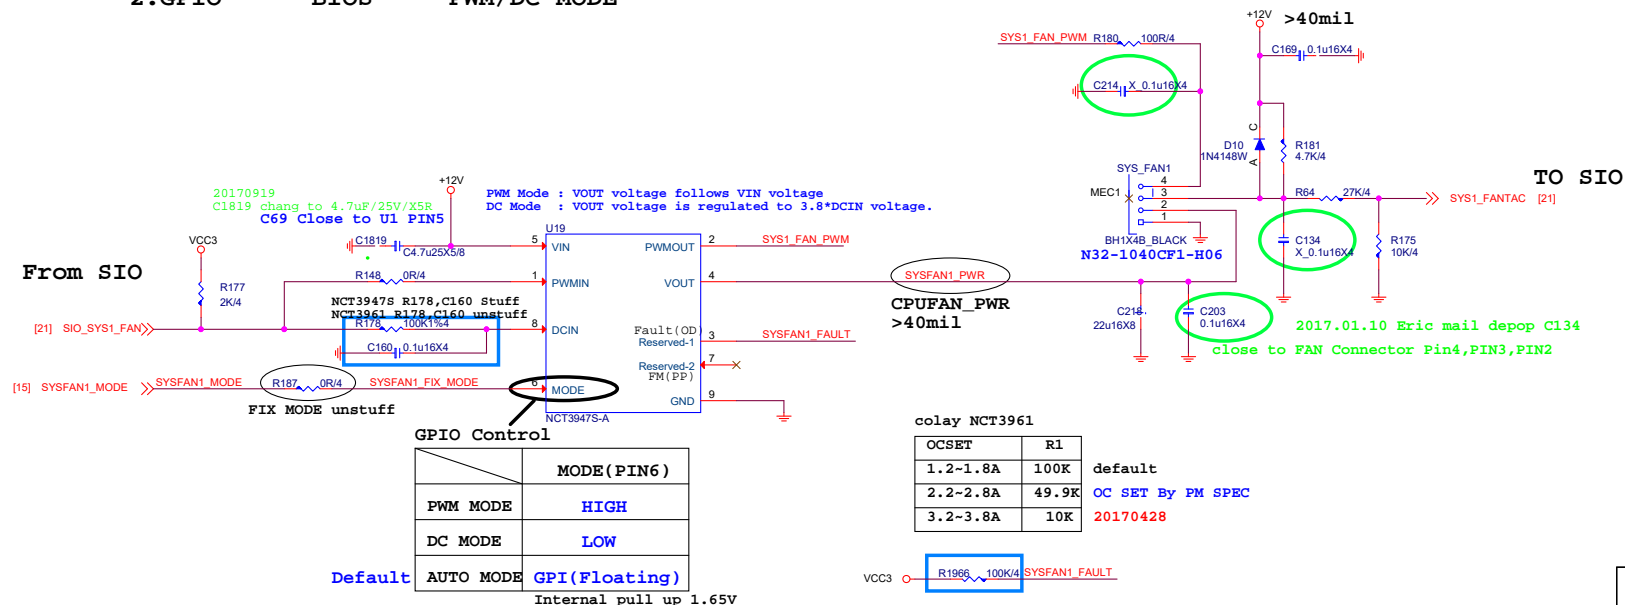 2.GPIO BIOS PWM/DC MODE
+12V >40mil
SYS1_FAN_PWM R180 100R/4
C169 0.1u16X4
C214 X_0.1u16X4
D10
1N4148W
C
A
R181
4.7K/4
SYS_FAN1
MEC1
4
3
2
1
BH1X4B_BLACK
N32-1040CF1-H06
R64 27K/4
TO SIO
SYS1_FANTAC [21]
C134
X_0.1u16X4
R175
10K/4
20170919
C1819 chang to 4.7uF/25V/X5R
C69 Close to U1 PIN5
+12V
PWM Mode : VOUT voltage follows VIN voltage
DC Mode : VOUT voltage is regulated to 3.8*DCIN voltage.
U19
VCC3
C1819
C4.7u25X5/8
5 VIN
PWMOUT 2 SYS1_FAN_PWM
From SIO
R177
2K/4
R148 0R/4
1 PWMIN
VOUT 4 SYSFAN1_PWR
CPUFAN_PWR
>40mil
NCT3947S R178,C160 Stuff
NCT3961 R178,C160 unstuff
[21] SIO_SYS1_FAN
R178 100K1%4
8 DCIN
C160 0.1u16X4
Fault(OD)
Reserved-1 3 SYSFAN1_FAULT
Reserved-2 7
FM(PP)
C218
22u16X8
C203
0.1u16X4
2017.01.10 Eric mail depop C134
close to FAN Connector Pin4,PIN3,PIN2
[15] SYSFAN1_MODE SYSFAN1_MODE R187 0R/4 SYSFAN1_FIX_MODE 6 MODE
GND 9
FIX MODE unstuff
NCT3947S-A
GPIO Control
MODE(PIN6)
PWM MODE HIGH
DC MODE LOW
Default AUTO MODE GPI(Floating)
Internal pull up 1.65V
colay NCT3961
OCSET R1
1.2~1.8A 100K default
2.2~2.8A 49.9K OC SET By PM SPEC
3.2~3.8A 10K 20170428
VCC3 R1966 100K/4 SYSFAN1_FAULT